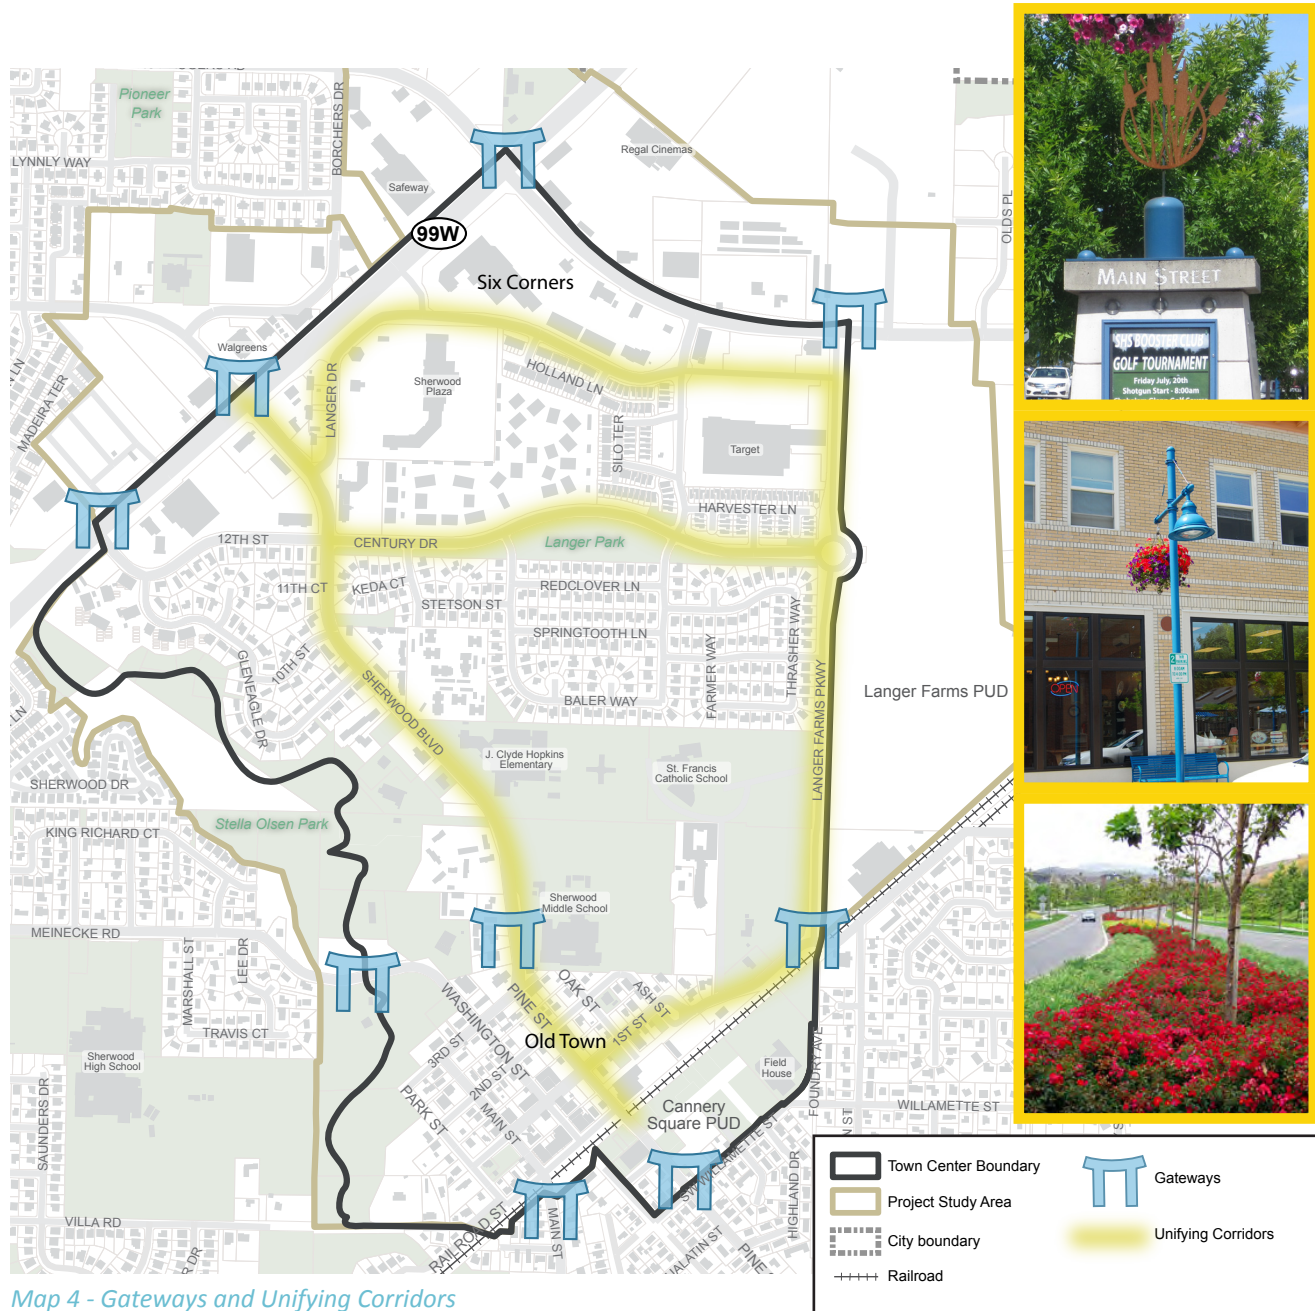 Pioneer
Park
LYNNLY WAY
BORCHERS DR
Safeway
Regal Cinemas
OLDS PL
99W
Six Corners
Walgreens
MADEIRA TER
LANGER DR
Sherwood
Plaza
HOLLAND LN
SILO TER
Target
HARVESTER LN
12TH ST
CENTURY DR
Langer Park
11TH CT
KEDA CT
REDCLOVER LN
STETSON ST
SPRINGTOOTH LN
GLENEAGLE DR
10TH ST
SHERWOOD BLVD
BALER WAY
FARMER WAY
THRASHER WAY
LANGER FARMS PKWY
Langer Farms PUD
LN
J. Clyde Hopkins
Elementary
St. Francis
Catholic School
SHERWOOD DR
KING RICHARD CT
Stella Olsen Park
Sherwood
Middle School
MEINECKE RD
MARSHALL ST
LEE DR
TRAVIS CT
WASHINGTON ST
PINE ST
OAK ST
ASH ST
1ST ST
Old Town
3RD ST
2ND ST
MAIN ST
PARK ST
Sherwood
High School
SAUNDERS DR
Field
House
FOUNDRY AVE
Cannery
Square PUD
WILLAMETTE ST
SW WILLAMETTE ST
HIGHLAND DR
VILLA RD
RAILROAD ST
MAIN ST
PINE
MAIN STREET
SHS BOOSTER CLUB
GOLF TOURNAMENT
Friday July, 20th
Shotgun Start - 8:00am
OPEN
Town Center Boundary
Project Study Area
City boundary
Railroad
Gateways
Unifying Corridors
Map 4 - Gateways and Unifying Corridors